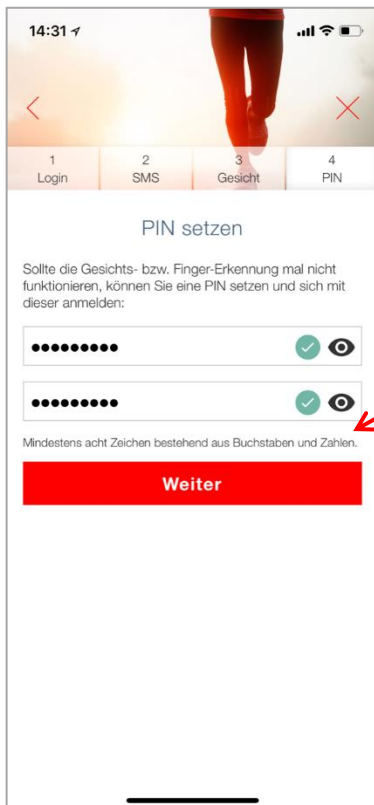 14:31
1
Login
2
SMS
3
Gesicht
4
PIN
PIN setzen
Sollte die Gesichts- bzw. Finger-Erkennung mal nicht
funktionieren, können Sie eine PIN setzen und sich mit
dieser anmelden:
•••••••••
•••••••••
Mindestens acht Zeichen bestehend aus Buchstaben und Zahlen.
Weiter